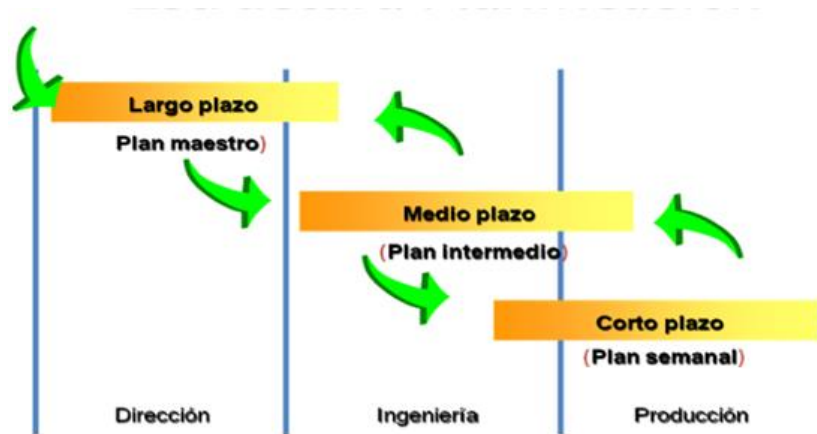 Largo plazo
Plan maestro)
Medio plazo
(Plan intermedio)
Corto plazo
(Plan semanal)
Dirección
Ingeniería
Producción